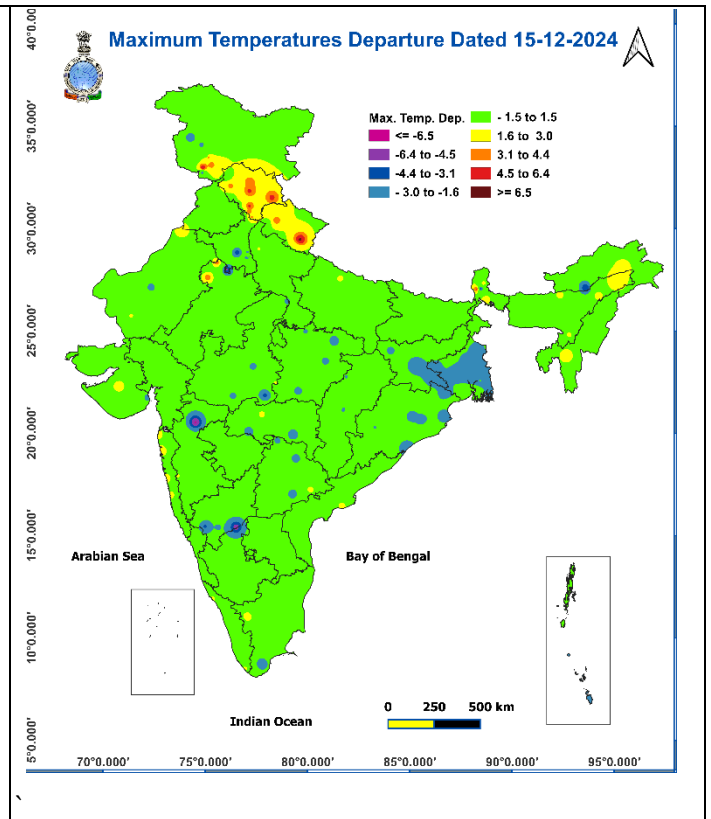 Maximum Temperatures Departure Dated 15-12-2024
Max. Temp. Dep.
<= -6.5
-6.4 to -4.5
-4.4 to -3.1
- 3.0 to -1.6
- 1.5 to 1.5
1.6 to 3.0
3.1 to 4.4
4.5 to 6.4
>= 6.5
40°0.000'
35°0.000'
30°0.000'
25°0.000'
20°0.000'
15°0.000'
10°0.000'
5°0.000'
Arabian Sea
Bay of Bengal
Indian Ocean
0 250 500 km
70°0.000' 75°0.000' 80°0.000' 85°0.000' 90°0.000' 95°0.000'
`